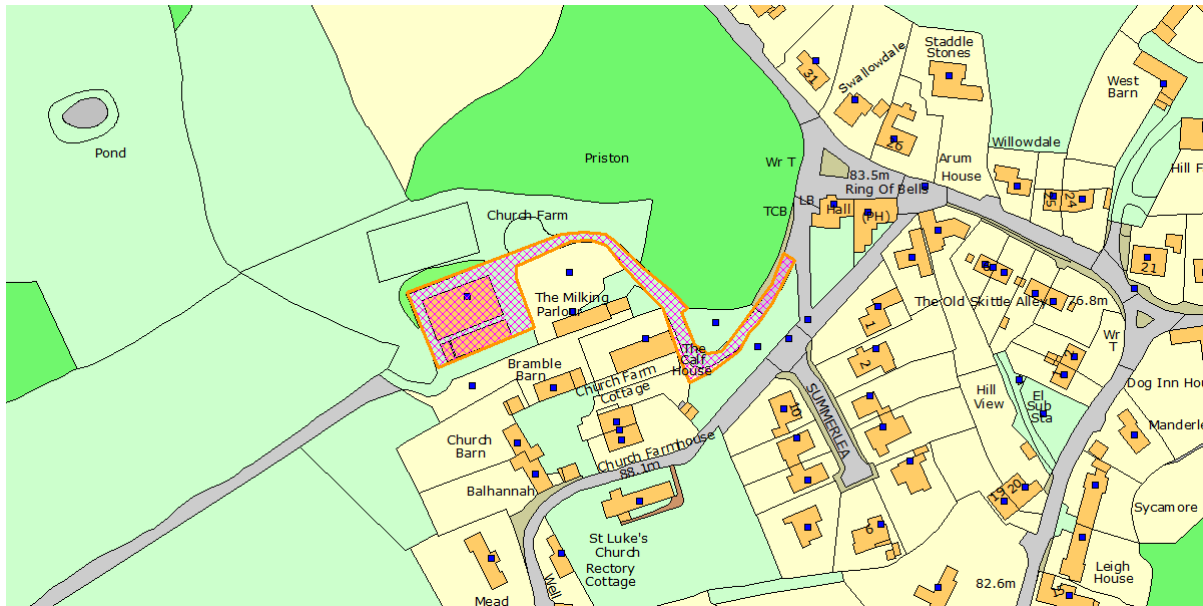 Staddle
Stones
Swallowdale
31
West
Barn
26
Pond
Priston
Wr T
Willowdale
Arum
House
83.5m
Ring Of Bells
Hill F
LB
Hall
(PH)
TCB
25
24
Church Farm
21
The Milking
Parlour
The Old Skittle Alley
76.8m
1
Wr
T
2
The
Calf
House
Bramble
Barn
Church Farm
Cottage
1
Dog Inn Hou
SUMMERLEA
10
Hill
View
El
Sub
Sta
Manderle
Church
Barn
Church Farmhouse
88.1m
Balhannah
19
20
Sycamore
6
St Luke's
Church
Rectory
Cottage
Well
Mead
82.6m
Leigh
House
15